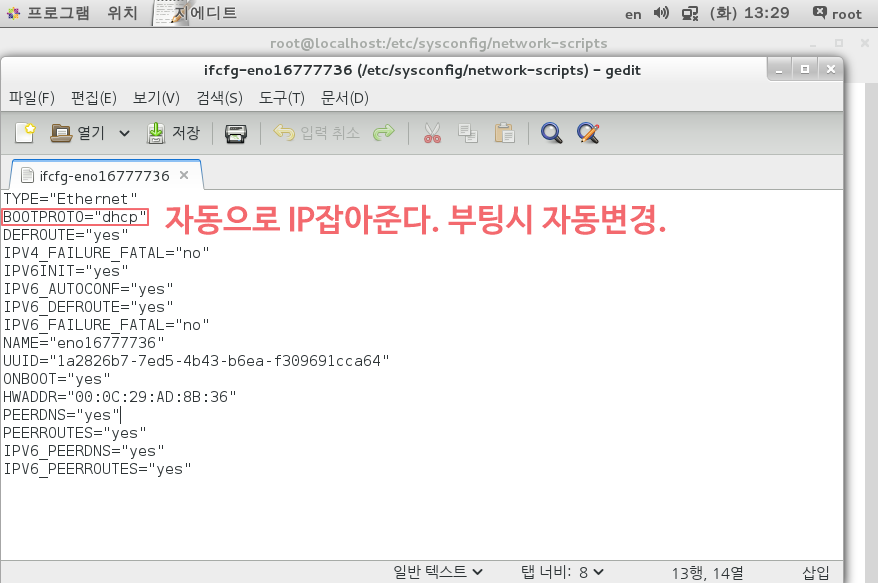 프로그램 위치 지에디트 en (화) 13:29 root
root@localhost:/etc/sysconfig/network-scripts
ifcfg-eno16777736 (/etc/sysconfig/network-scripts) - gedit
파일(F) 편집(E) 보기(V) 검색(S) 도구(T) 문서(D)
열기 저장 입력 취소
ifcfg-eno16777736
TYPE="Ethernet"
BOOTPROTO="dhcp" 자동으로 IP잡아준다. 부팅시 자동변경.
DEFROUTE="yes"
IPV4_FAILURE_FATAL="no"
IPV6INIT="yes"
IPV6_AUTOCONF="yes"
IPV6_DEFROUTE="yes"
IPV6_FAILURE_FATAL="no"
NAME="eno16777736"
UUID="1a2826b7-7ed5-4b43-b6ea-f309691cca64"
ONBOOT="yes"
HWADDR="00:0C:29:AD:8B:36"
PEERDNS="yes"
PEERROUTES="yes"
IPV6_PEERDNS="yes"
IPV6_PEERROUTES="yes"
일반 텍스트 탭 너비: 8 13행, 14열 삽입